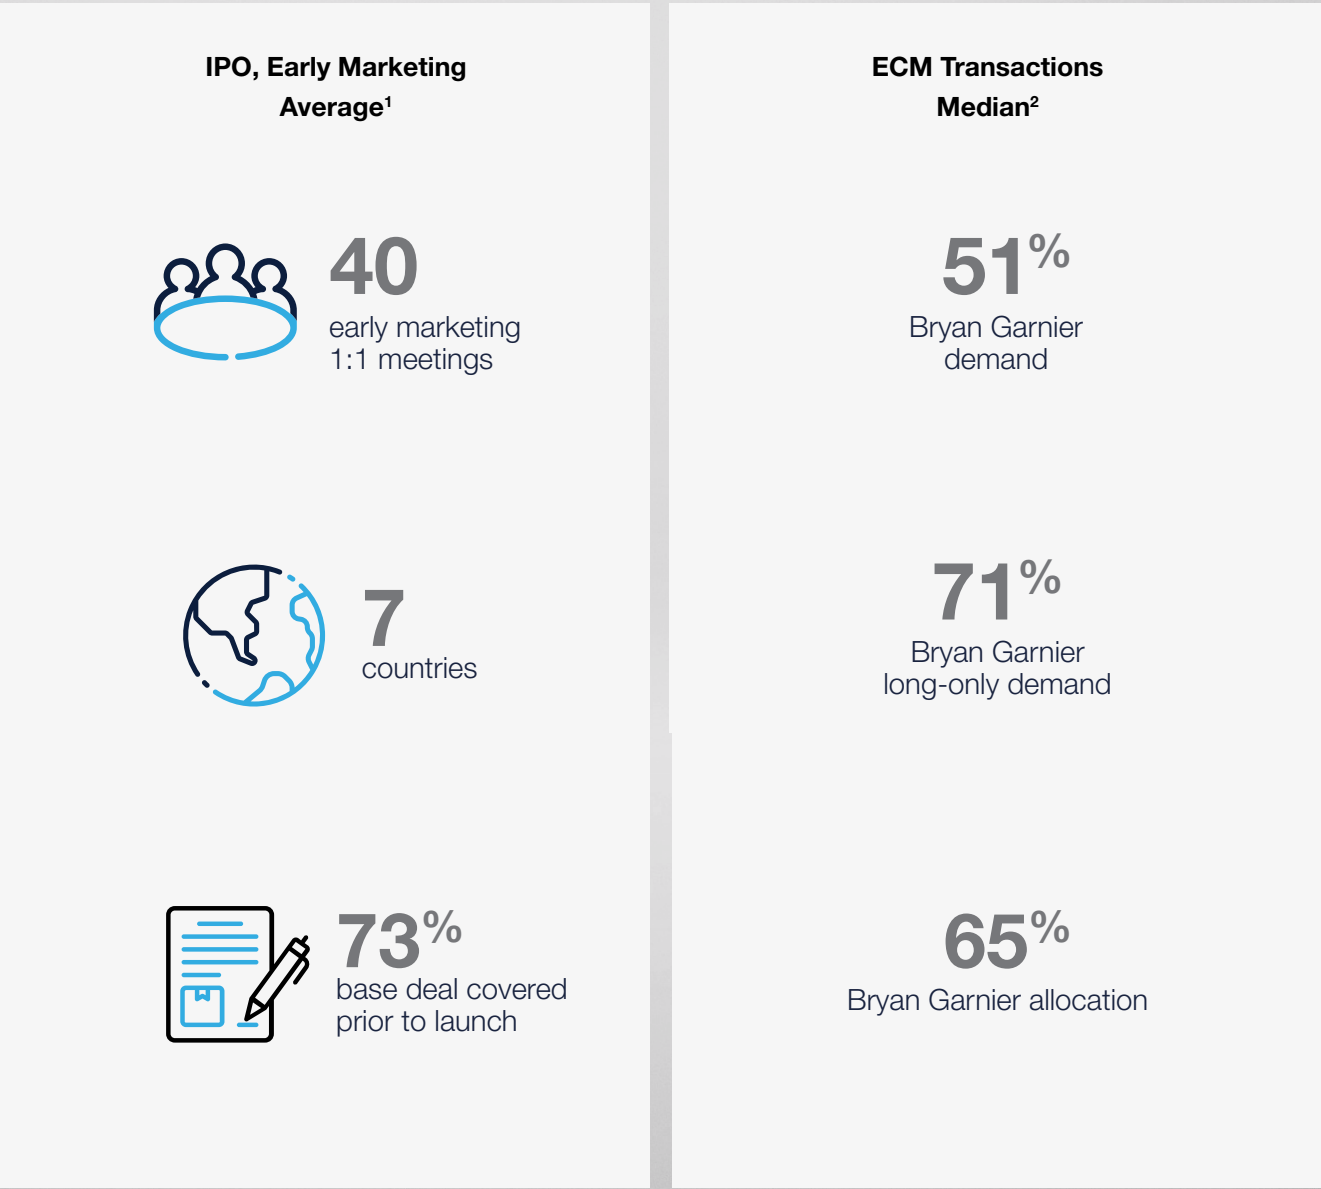 IPO, Early Marketing
Average¹
40
early marketing
1:1 meetings
7
countries
73%
base deal covered
prior to launch
ECM Transactions
Median²
51%
Bryan Garnier
demand
71%
Bryan Garnier
long-only demand
65%
Bryan Garnier allocation